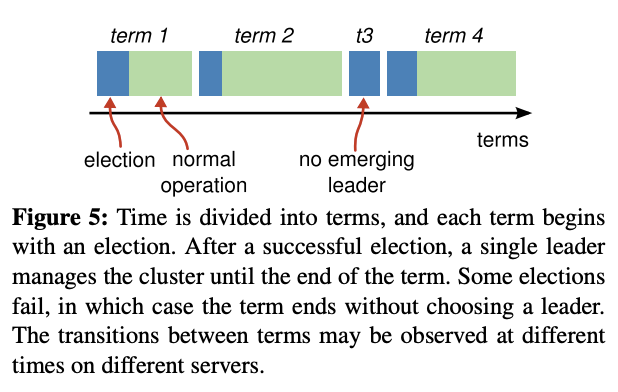 term 1 term 2 t3 term 4
terms
election normal operation no emerging leader
Figure 5: Time is divided into terms, and each term begins
with an election. After a successful election, a single leader
manages the cluster until the end of the term. Some elections
fail, in which case the term ends without choosing a leader.
The transitions between terms may be observed at different
times on different servers.